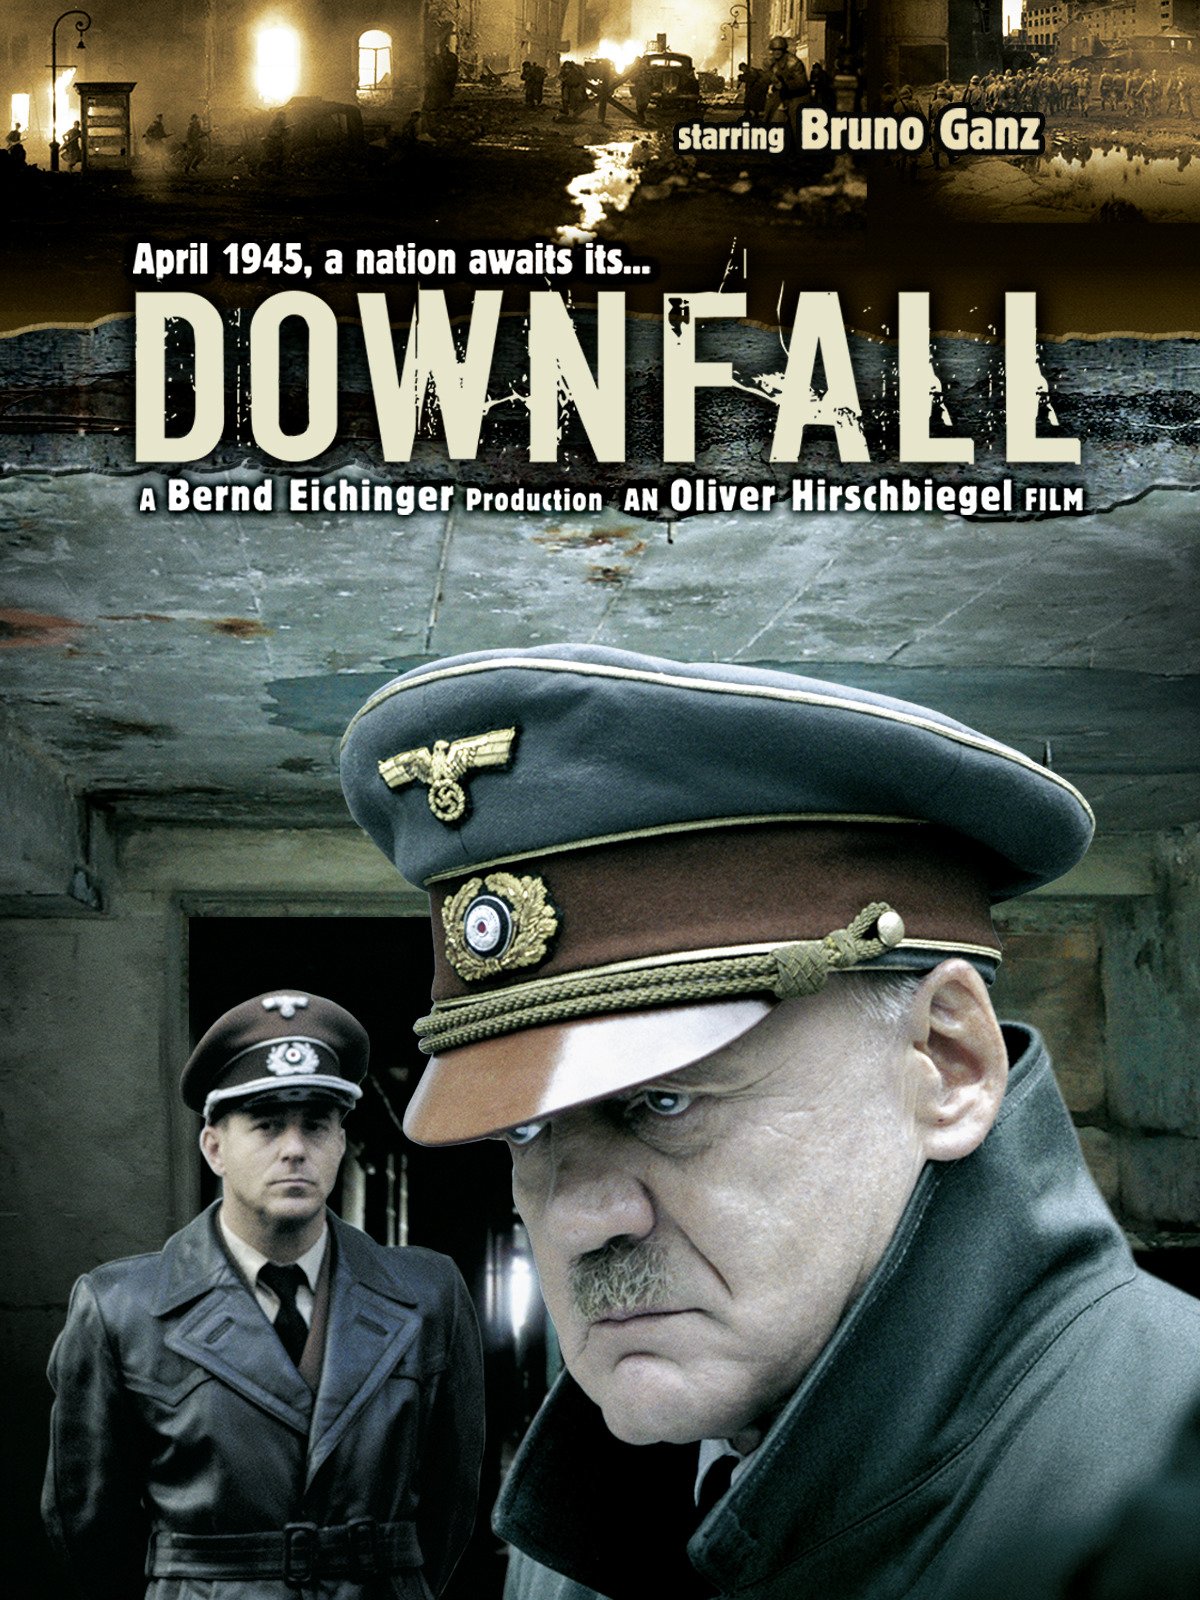 starring Bruno Ganz
April 1945, a nation awaits its...
DOWNFALL
A Bernd Eichinger Production AN Oliver Hirschbiegel FILM